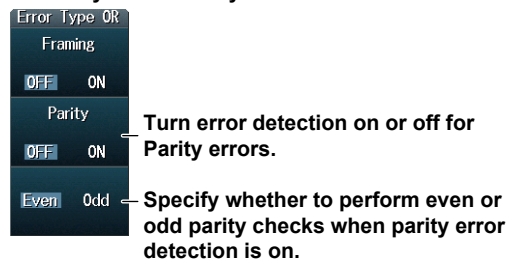 Error Type OR
Framing
OFF ON
Parity
OFF ON
Turn error detection on or off for
Parity errors.
Even Odd
Specify whether to perform even or
odd parity checks when parity error
detection is on.